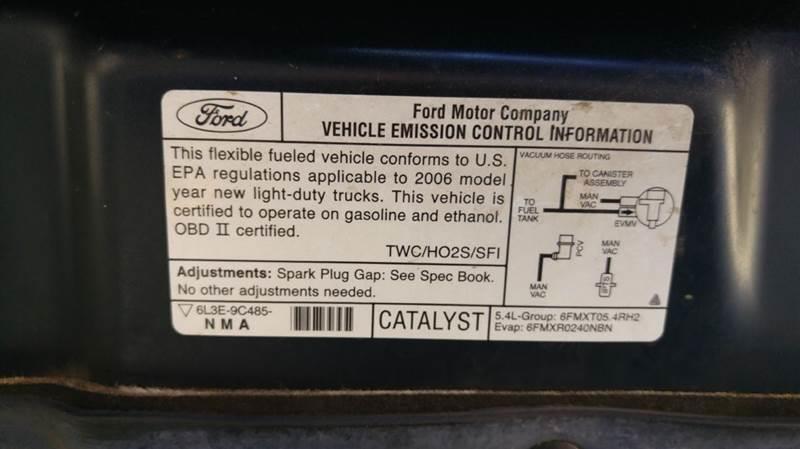 Ford
Ford Motor Company
VEHICLE EMISSION CONTROL INFORMATION
This flexible fueled vehicle conforms to U.S.
EPA regulations applicable to 2006 model
year new light-duty trucks. This vehicle is
certified to operate on gasoline and ethanol.
OBD II certified.
TWC/HO2S/SFI
Adjustments: Spark Plug Gap: See Spec Book.
No other adjustments needed.
VACUUM HOSE ROUTING
TO CANISTER
ASSEMBLY
MAN
VAC
TO
FUEL
TANK
EVMV
PCV
MAN
VAC
MAN
VAC
6L3E-9C485-
NMA
CATALYST
5.4L-Group: 6FMXT05.4RH2
Evap: 6FMXR0240NBN